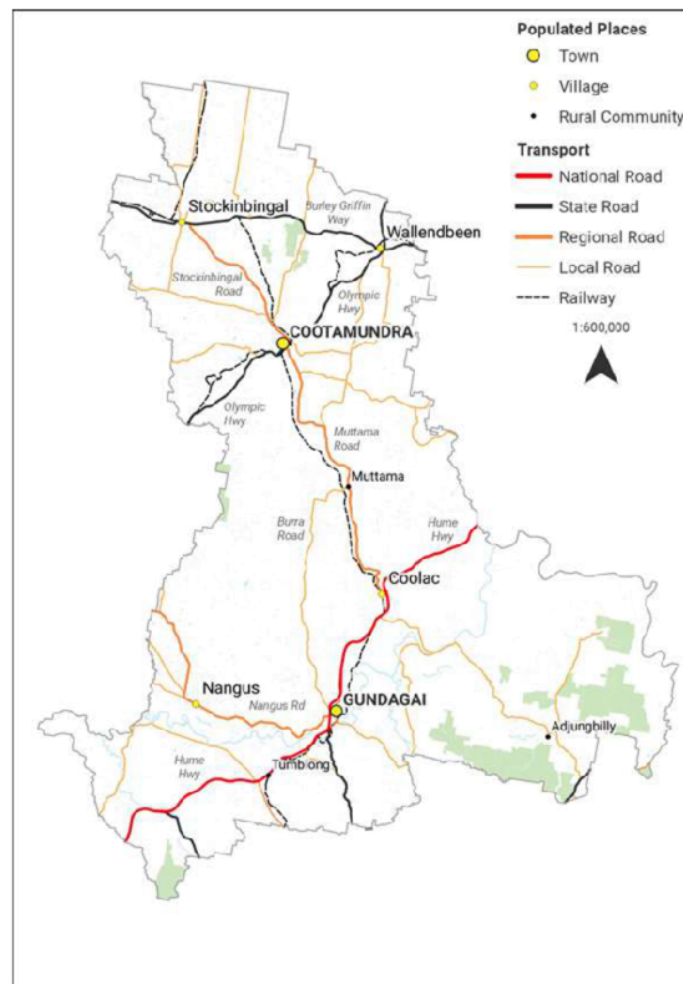 Populated Places
Town
Village
Rural Community
Transport
National Road
State Road
Regional Road
Local Road
Railway
1:600,000
Stockinbingal
Burley Griffin
Way
Wallendbeen
Stockinbingal
Road
Olympic
Hwy
COOTAMUNDRA
Olympic
Hwy
Muttama
Road
Muttama
Burra
Road
Hume
Hwy
Coolac
Nangus
Nangus Rd
GUNDAGAI
Adjungbilly
Hume
Hwy
Tumblong